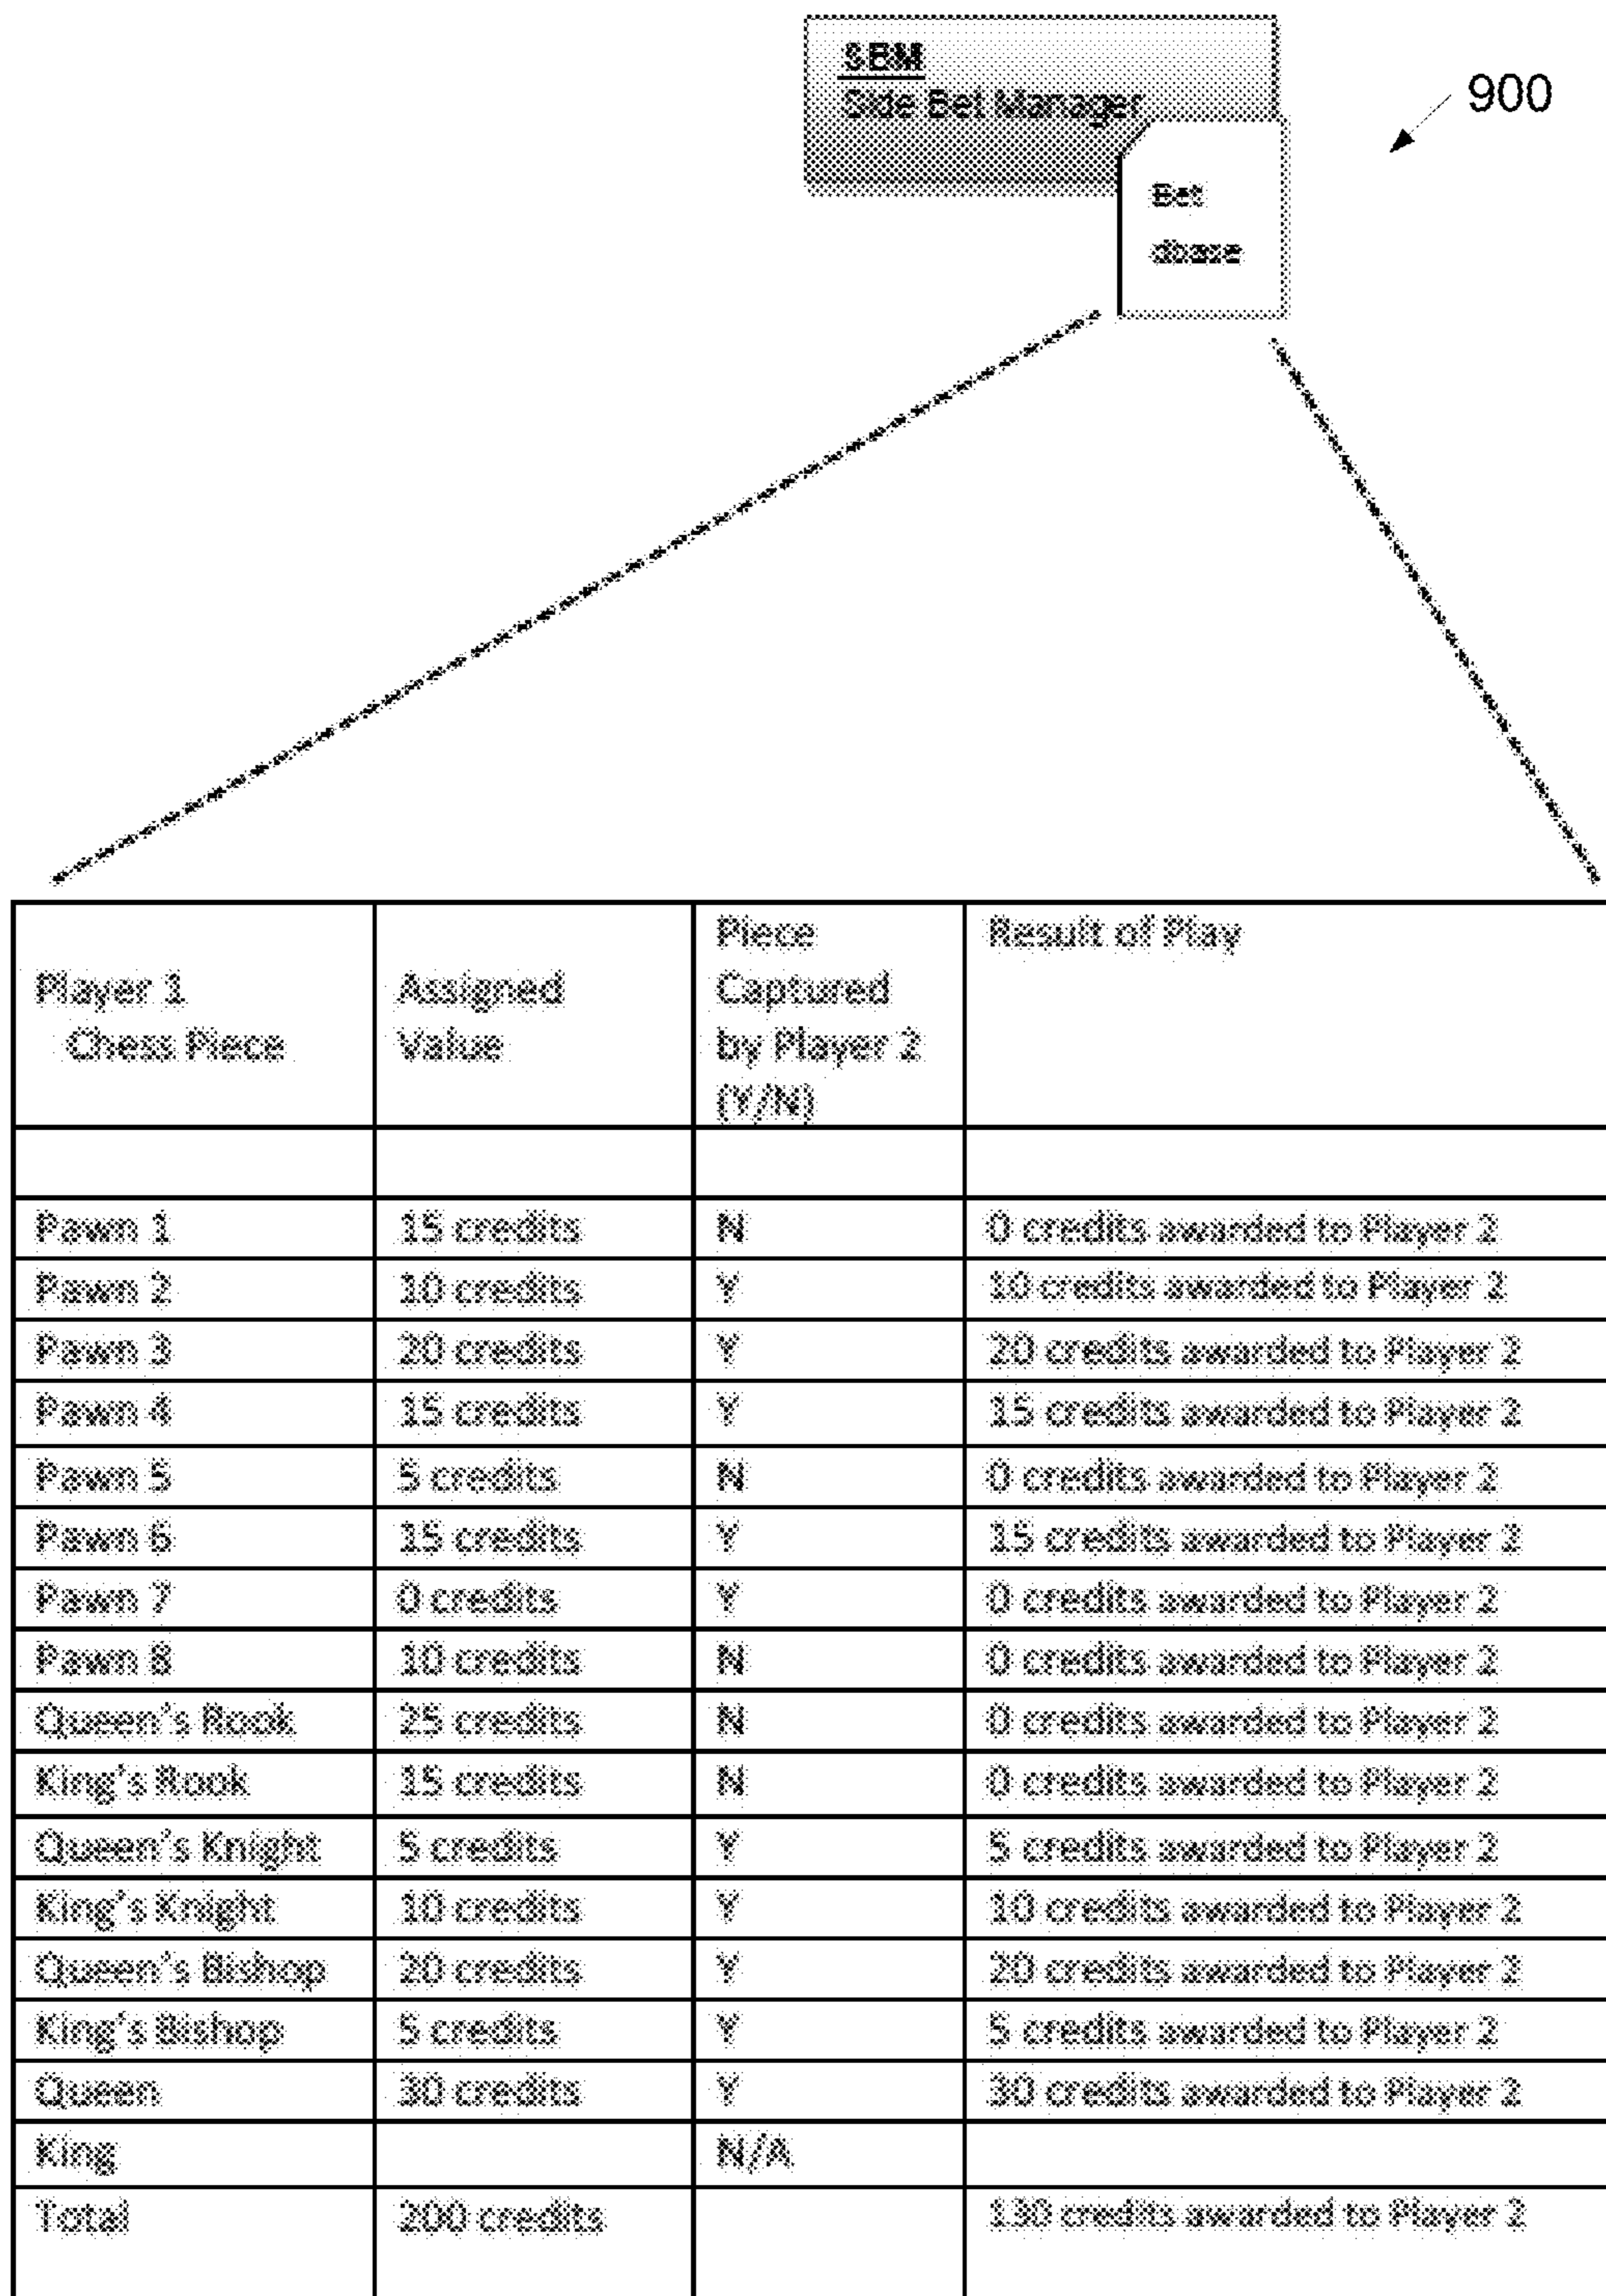 SBM
Side Bet Manager
900
Bet
dbase
Player 1
Chess Piece
Assigned
Value
Piece
Captured
by Player 2
(Y/N)
Result of Play
Pawn 1 15 credits N 0 credits awarded to Player 2
Pawn 2 10 credits Y 10 credits awarded to Player 2
Pawn 3 20 credits Y 20 credits awarded to Player 2
Pawn 4 15 credits Y 15 credits awarded to Player 2
Pawn 5 5 credits N 0 credits awarded to Player 2
Pawn 6 15 credits Y 15 credits awarded to Player 2
Pawn 7 0 credits Y 0 credits awarded to Player 2
Pawn 8 10 credits N 0 credits awarded to Player 2
Queen's Rook 25 credits N 0 credits awarded to Player 2
King's Rook 15 credits N 0 credits awarded to Player 2
Queen's Knight 5 credits Y 5 credits awarded to Player 2
King's Knight 10 credits Y 10 credits awarded to Player 2
Queen's Bishop 20 credits Y 20 credits awarded to Player 2
King's Bishop 5 credits Y 5 credits awarded to Player 2
Queen 30 credits Y 30 credits awarded to Player 2
King N/A
Total 200 credits 130 credits awarded to Player 2